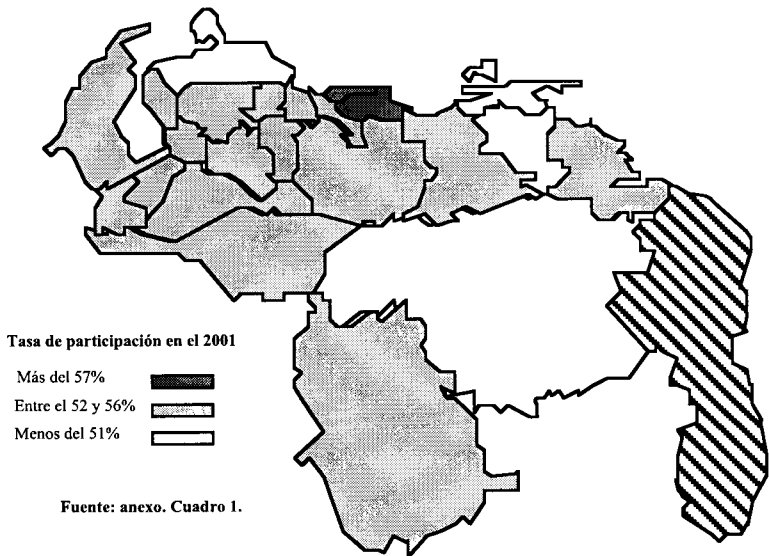 Tasa de participación en el 2001
Más del 57%
Entre el 52 y 56%
Menos del 51%
Fuente: anexo. Cuadro 1.